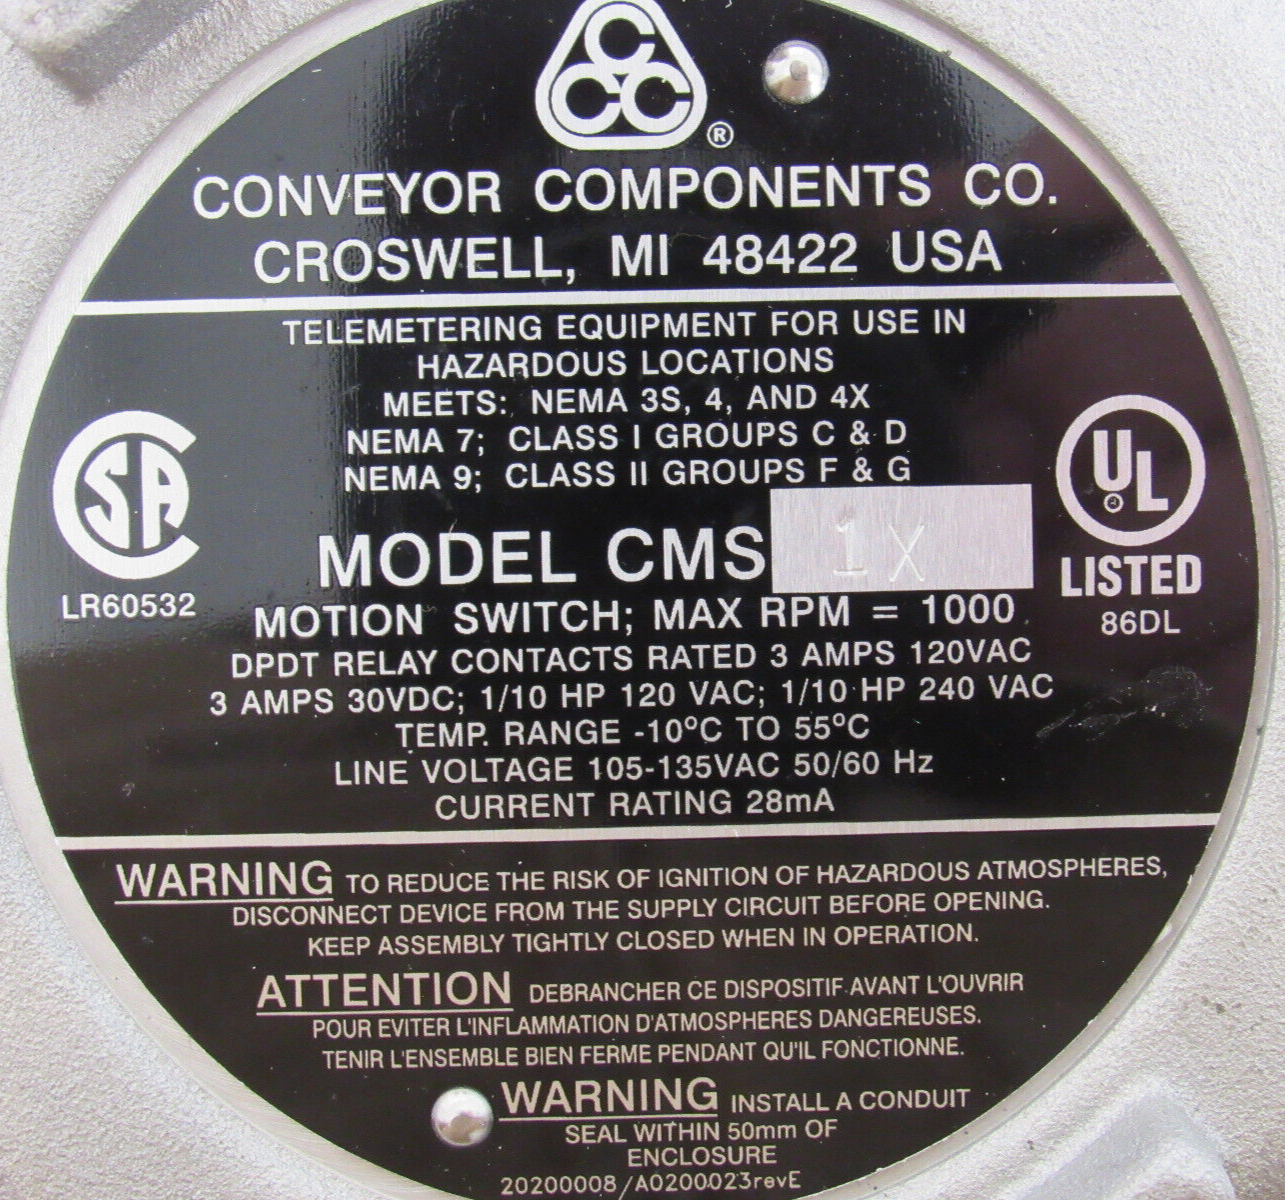 C
CC
®
CONVEYOR COMPONENTS CO.
CROSWELL, MI 48422 USA
TELEMETERING EQUIPMENT FOR USE IN
HAZARDOUS LOCATIONS
MEETS: NEMA 3S, 4, AND 4X
NEMA 7; CLASS I GROUPS C & D
NEMA 9; CLASS II GROUPS F & G
SA
LR60532
UL
LISTED
86DL
MODEL CMS 1X
MOTION SWITCH; MAX RPM = 1000
DPDT RELAY CONTACTS RATED 3 AMPS 120VAC
3 AMPS 30VDC; 1/10 HP 120 VAC; 1/10 HP 240 VAC
TEMP. RANGE -10ºC TO 55ºC
LINE VOLTAGE 105-135VAC 50/60 Hz
CURRENT RATING 28mA
WARNING TO REDUCE THE RISK OF IGNITION OF HAZARDOUS ATMOSPHERES,
DISCONNECT DEVICE FROM THE SUPPLY CIRCUIT BEFORE OPENING.
KEEP ASSEMBLY TIGHTLY CLOSED WHEN IN OPERATION.
ATTENTION DEBRANCHER CE DISPOSITIF AVANT L'OUVRIR
POUR EVITER L'INFLAMMATION D'ATMOSPHERES DANGEREUSES.
TENIR L'ENSEMBLE BIEN FERME PENDANT QU'IL FONCTIONNE.
WARNING INSTALL A CONDUIT
SEAL WITHIN 50mm OF
ENCLOSURE
20200008/A0200023revE